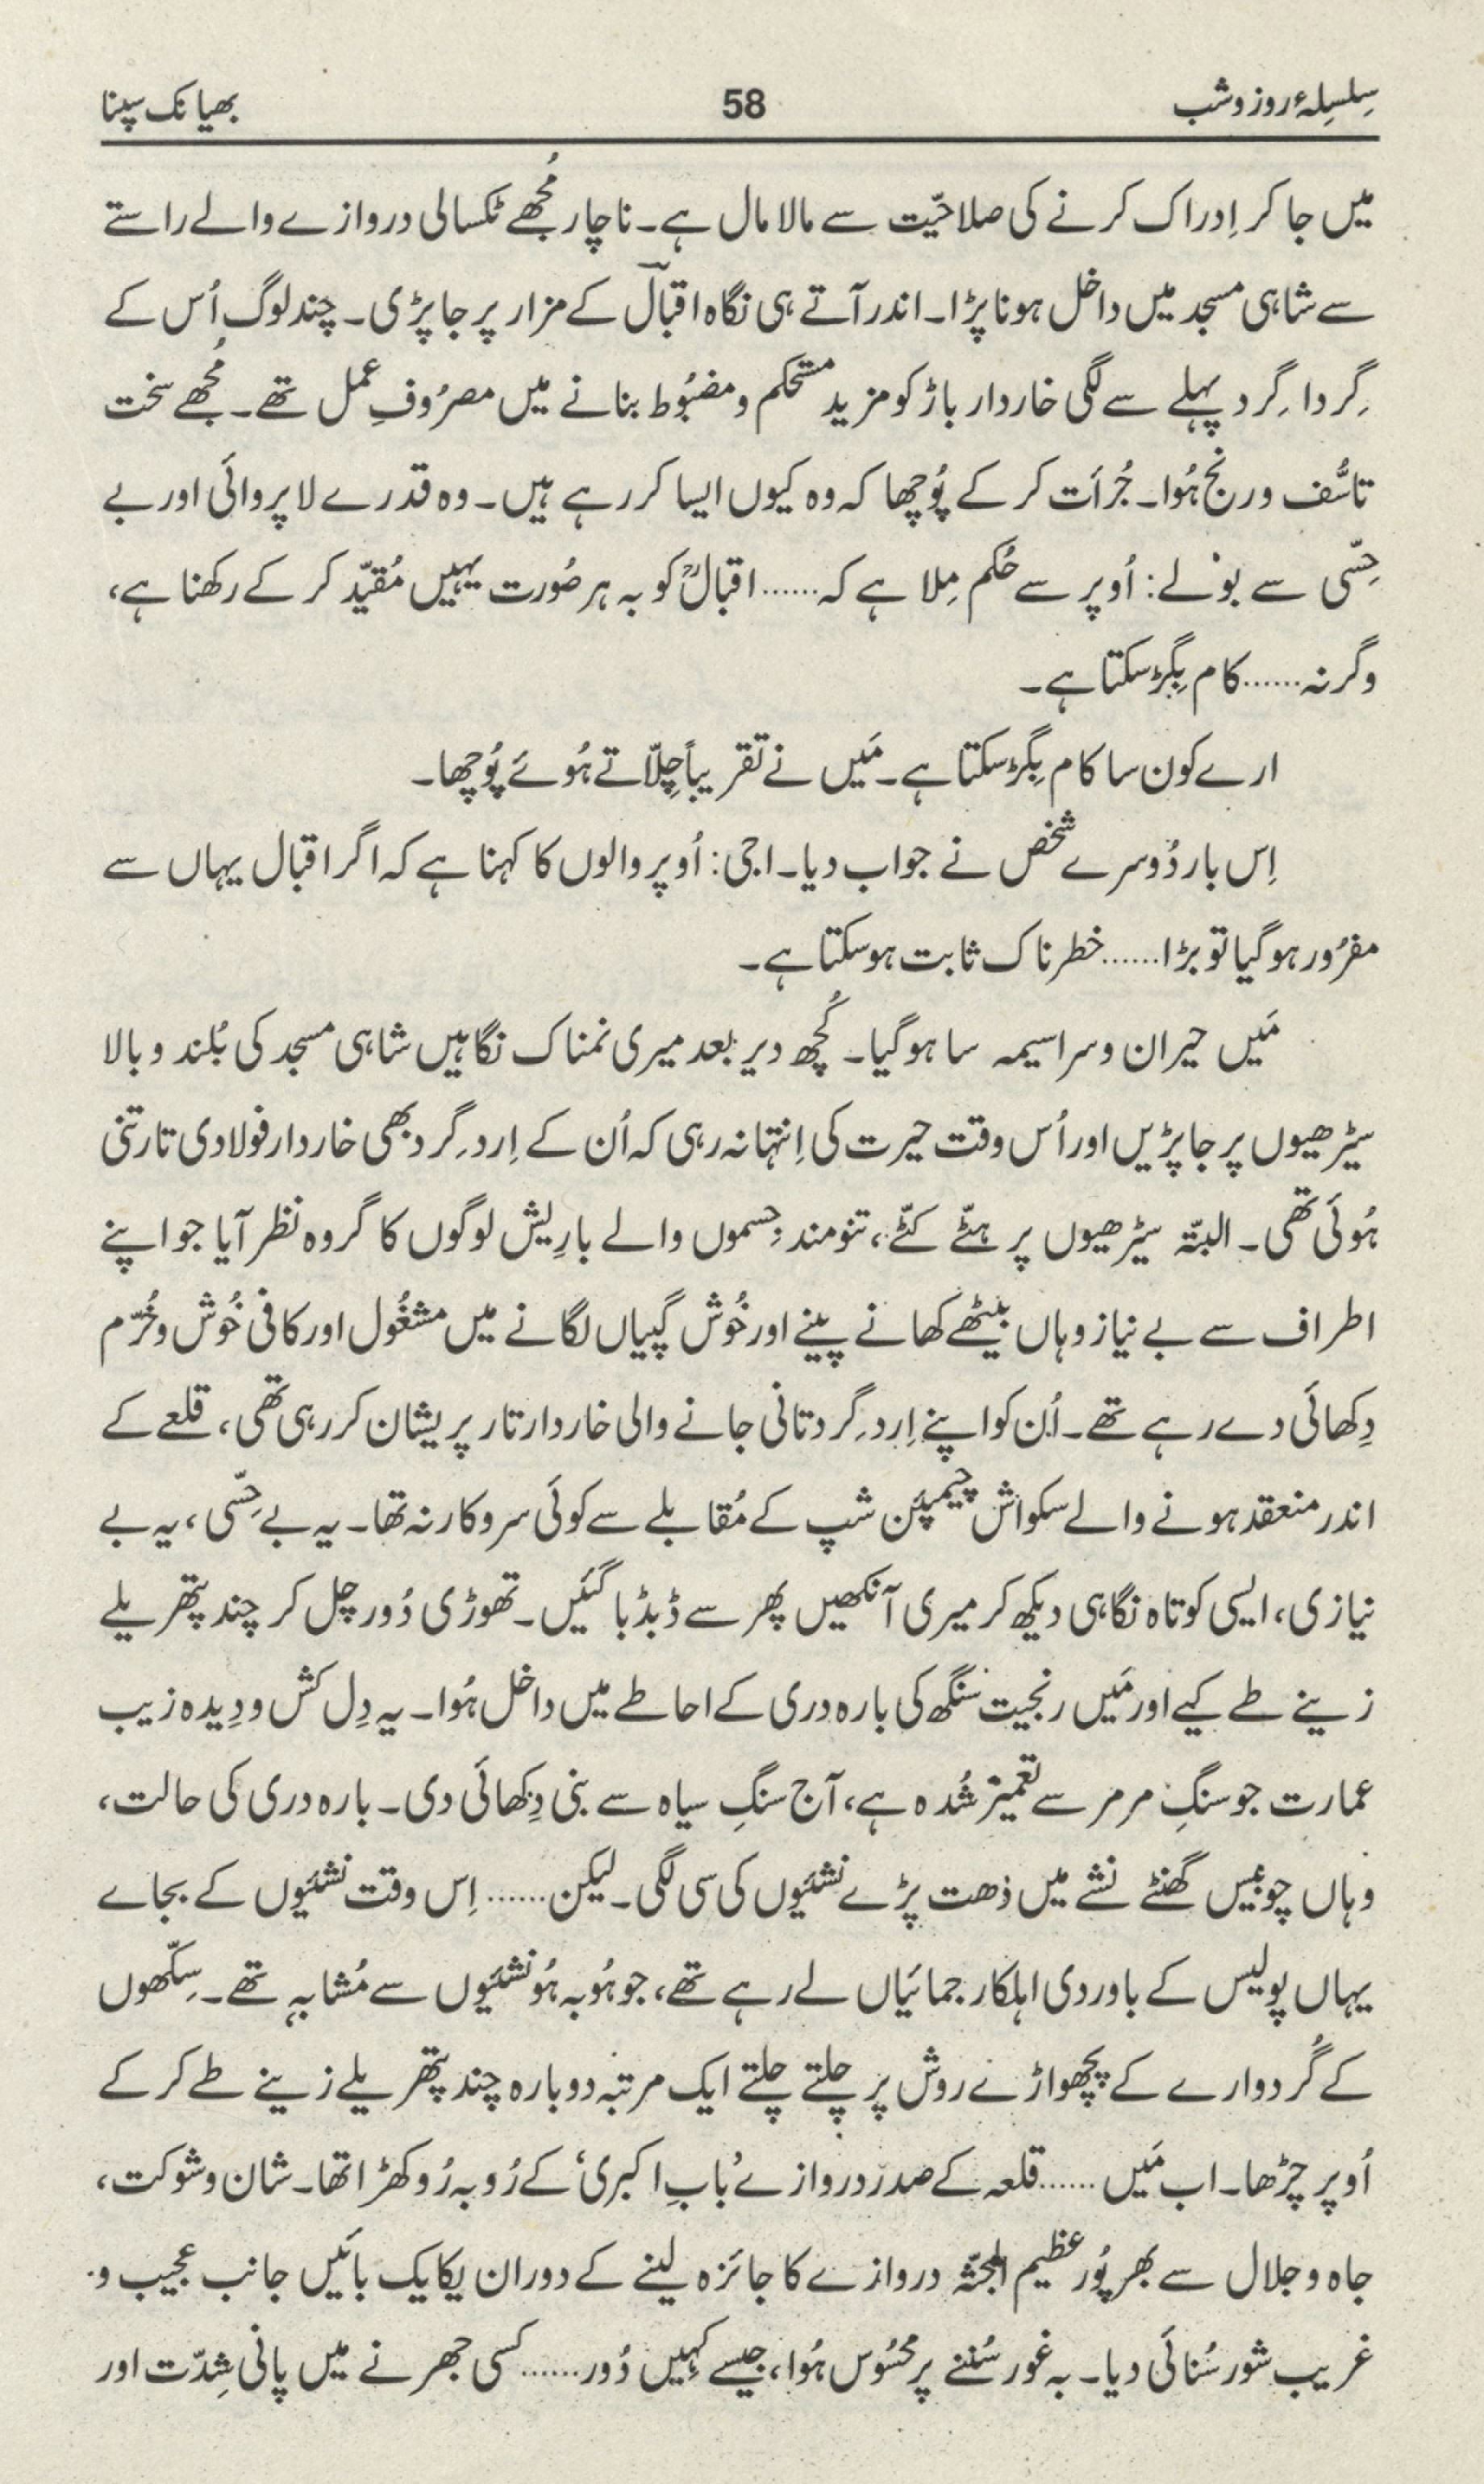 سِلسِلۂ روز و شب 58 بھیانک سپنا
میں جا کر اِدراک کرنے کی صلاحیّت سے مالا مال ہے۔ ناچار مُجھے ٹکسالی دروازے والے راستے
سے شاہی مسجد میں داخل ہونا پڑا۔ اندر آتے ہی نگاہ اقبالؔ کے مزار پر جا پڑی۔ چند لوگ اُس کے
گِردا گِرد پہلے سے لگی خاردار باڑ کو مزید مستحکم و مضبُوط بنانے میں مصرُوفِ عمل تھے۔ مُجھے سخت
تاسُّف و رنج ہُوا۔ جُرأت کر کے پُوچھا کہ وہ کیوں ایسا کر رہے ہیں۔ وہ قدرے لاپروائی اور بے
حِسّی سے بولے: اُوپر سے حُکم مِلا ہے کہ...... اقبالؒ کو بہ ہر صُورت یہیں مُقیّد کر کے رکھنا ہے،
وگرنہ...... کام بِگڑ سکتا ہے۔
ارے کون سا کام بِگڑ سکتا ہے۔ مَیں نے تقریباً چِلّاتے ہُوئے پُوچھا۔
اِس بار دُوسرے شخص نے جواب دیا۔ اجی: اُوپر والوں کا کہنا ہے کہ اگر اقبال یہاں سے
مفرُور ہو گیا تو بڑا...... خطرناک ثابت ہو سکتا ہے۔
مَیں حیران و سراسیمہ سا ہو گیا۔ کُچھ دیر بعد میری نمناک نگاہیں شاہی مسجد کی بُلند و بالا
سیڑھیوں پر جا پڑیں اور اُس وقت حیرت کی اِنتہا نہ رہی کہ اُن کے اِرد گِرد بھی خاردار فولادی تار تنی
ہُوئی تھی۔ البتّہ سیڑھیوں پر ہٹّے کٹّے، تنومند جِسموں والے بارِیش لوگوں کا گروہ نظر آیا جو اپنے
اطراف سے بے نیاز وہاں بیٹھے کھانے پینے اور خُوش گپیاں لگانے میں مشغُول اور کافی خُوش و خُرّم
دِکھائی دے رہے تھے۔ اُن کو اپنے اِرد گِرد تانی جانے والی خاردار تار پریشان کر رہی تھی، قلعے کے
اندر منعقد ہونے والے سکواش چیمپئن شپ کے مُقابلے سے کوئی سروکار نہ تھا۔ یہ بے حِسّی، یہ بے
نیازی، ایسی کوتاہ نگاہی دیکھ کر میری آنکھیں پھر سے ڈبڈبا گئیں۔ تھوڑی دُور چل کر چند پتھریلے
زینے طے کیے اور مَیں رنجیت سنگھ کی بارہ دری کے احاطے میں داخل ہُوا۔ یہ دِل کش و دِیدہ زیب
عمارت جو سنگِ مرمر سے تعمیر شُدہ ہے، آج سنگِ سیاہ سے بنی دِکھائی دی۔ بارہ دری کی حالت،
وہاں چوبیس گھنٹے نشے میں دُھت پڑے نشئیوں کی سی لگی۔ لیکن...... اِس وقت نشئیوں کے بجاے
یہاں پولیس کے باوردی اہلکار جمائیاں لے رہے تھے، جو ہُو بہ ہُو نشئیوں سے مُشابہ تھے۔ سِکّھوں
کے گُردوارے کے پچھواڑے روش پر چلتے چلتے ایک مرتبہ دوبارہ چند پتھریلے زینے طے کر کے
اُوپر چڑھا۔ اب مَیں ...... قلعہ کے صدر دروازے ’بابِ اکبری‘ کے رُو بہ رُو کھڑا تھا۔ شان و شوکت،
جاہ و جلال سے بھرپُور عظیم الجُثّہ دروازے کا جائزہ لینے کے دوران یکایک بائیں جانب عجیب و
غریب شور سُنائی دیا۔ بہ غور سُننے پر محسُوس ہُوا، جیسے کہیں دُور...... کسی جھرنے میں پانی شِدّت اور